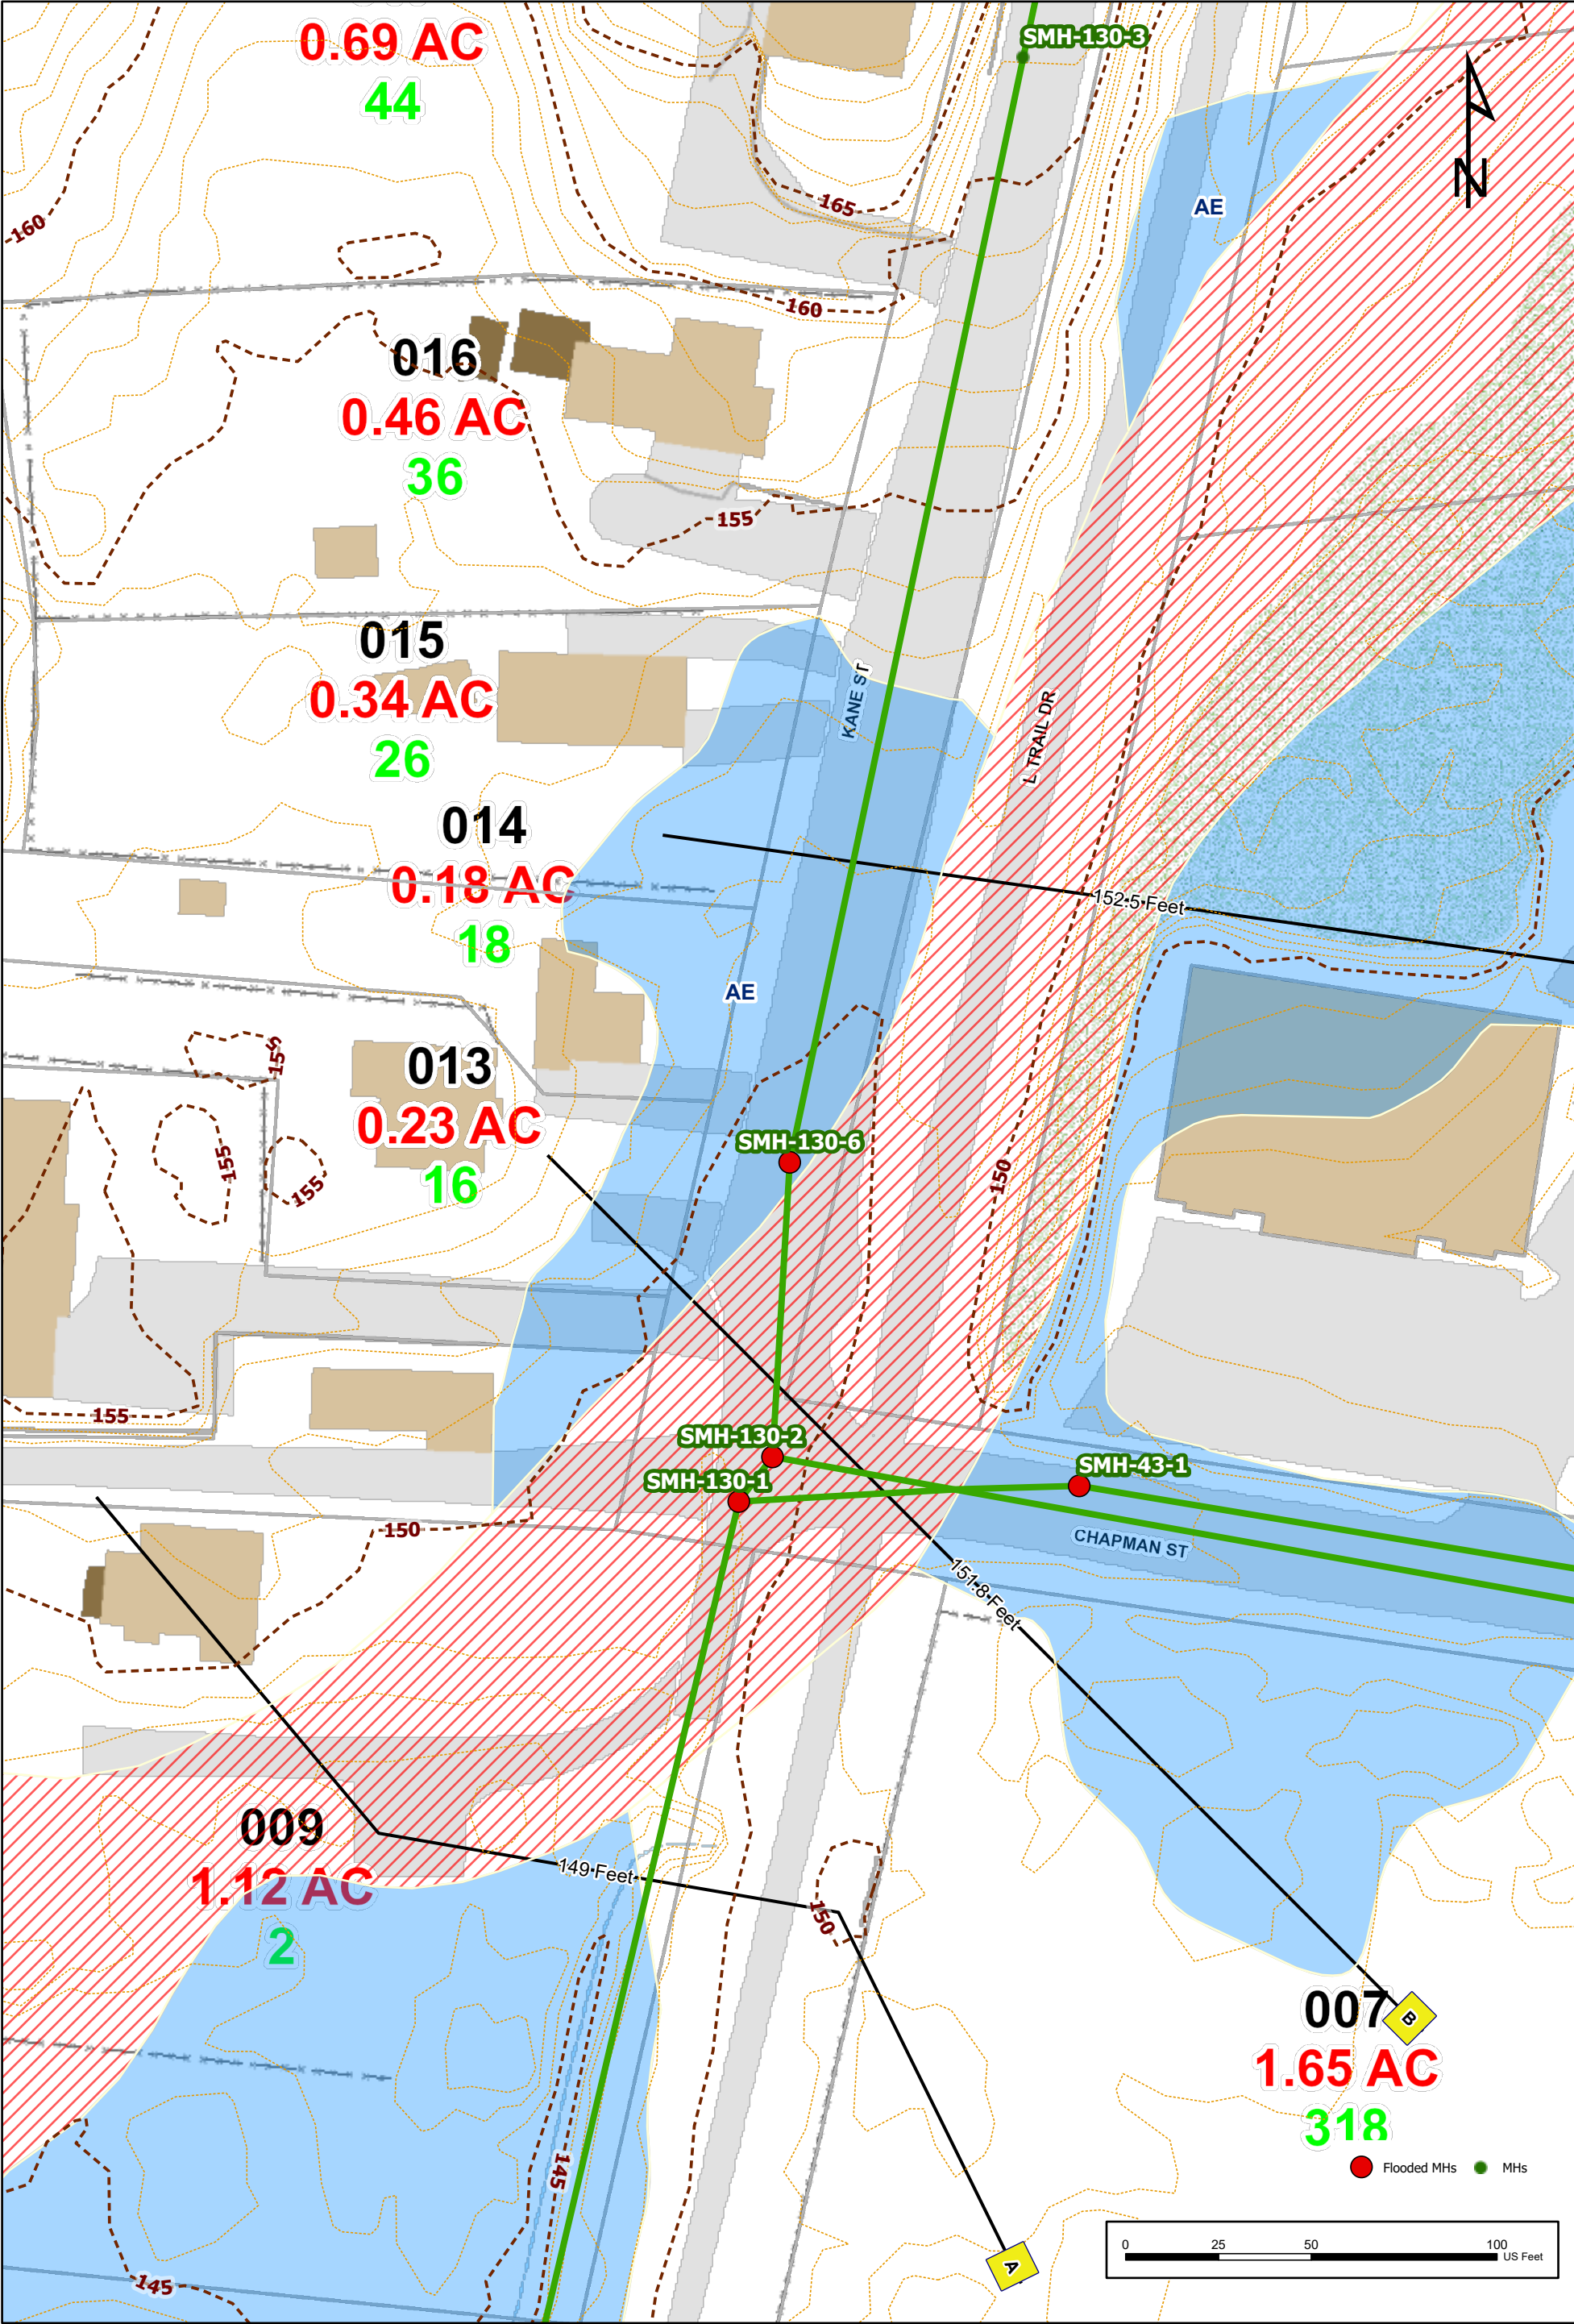 0.69 AC
44
SMH-130-3
N
AE
165
160
160
016
0.46 AC
36
155
015
0.34 AC
26
KANE ST
L TRAIL DR
014
0.18 AC
18
152.5 Feet
AE
013
0.23 AC
16
155
155
SMH-130-6
150
155
SMH-130-2
SMH-130-1
SMH-43-1
CHAPMAN ST
150
151.8 Feet
009
1.12 AC
2
149 Feet
150
007
1.65 AC
318
B
145
145
A
Flooded MHs
MHs
0 25 50 100
US Feet